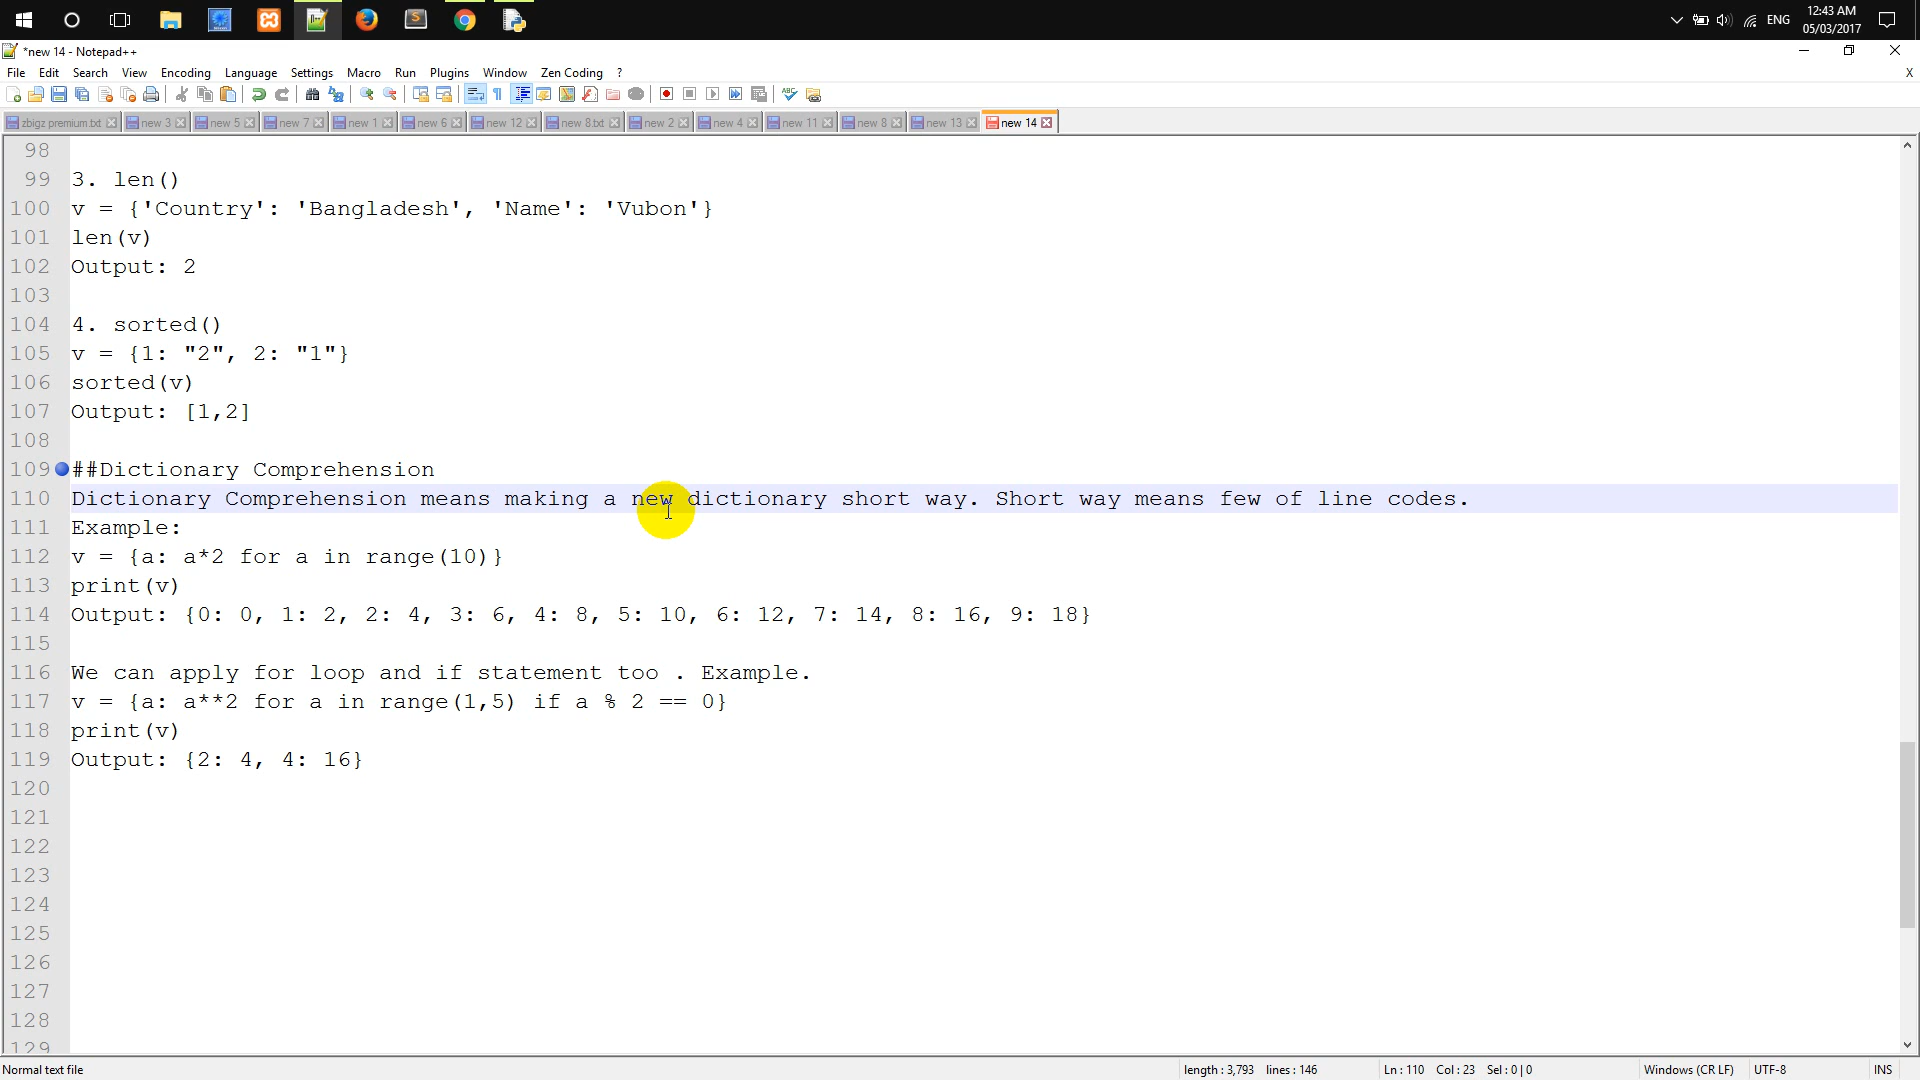 ENG
12:43 AM
05/03/2017
*new 14 - Notepad++
File Edit Search View Encoding Language Settings Macro Run Plugins Window Zen Coding ?
X
zbigz premium.txt new 3 new 5 new 7 new 1 new 6 new 12 new 8.txt new 2 new 4 new 11 new 8 new 13 new 14
98
99 3. len()
100 v = {'Country': 'Bangladesh', 'Name': 'Vubon'}
101 len(v)
102 Output: 2
103
104 4. sorted()
105 v = {1: "2", 2: "1"}
106 sorted(v)
107 Output: [1,2]
108
109 ##Dictionary Comprehension
110 Dictionary Comprehension means making a new dictionary short way. Short way means few of line codes.
111 Example:
112 v = {a: a*2 for a in range(10)}
113 print(v)
114 Output: {0: 0, 1: 2, 2: 4, 3: 6, 4: 8, 5: 10, 6: 12, 7: 14, 8: 16, 9: 18}
115
116 We can apply for loop and if statement too . Example.
117 v = {a: a**2 for a in range(1,5) if a % 2 == 0}
118 print(v)
119 Output: {2: 4, 4: 16}
120
121
122
123
124
125
126
127
128
129
Normal text file length : 3,793 lines : 146 Ln : 110 Col : 23 Sel : 0 | 0 Windows (CR LF) UTF-8 INS